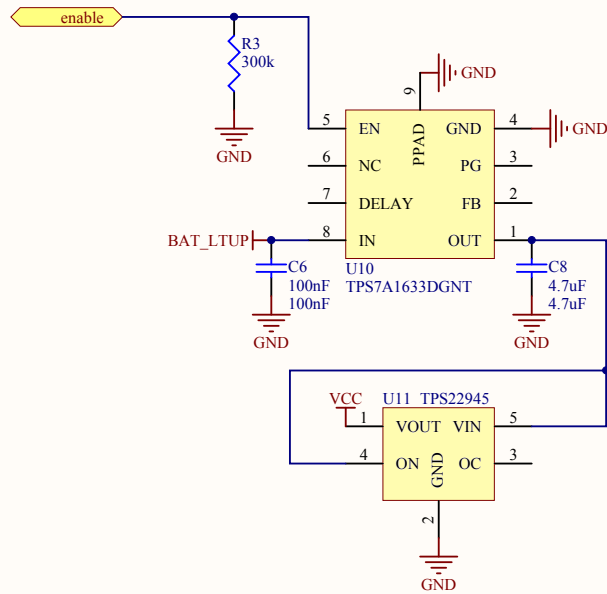 enable
R3
300k
GND
9
GND
5
EN
PPAD
GND
4
GND
6
NC
PG
3
7
DELAY
FB
2
BAT_LTUP
8
IN
OUT
1
C6
100nF
100nF
GND
U10
TPS7A1633DGNT
C8
4.7uF
4.7uF
GND
VCC
U11 TPS22945
1
VOUT
VIN
5
4
ON
GND
OC
3
2
GND